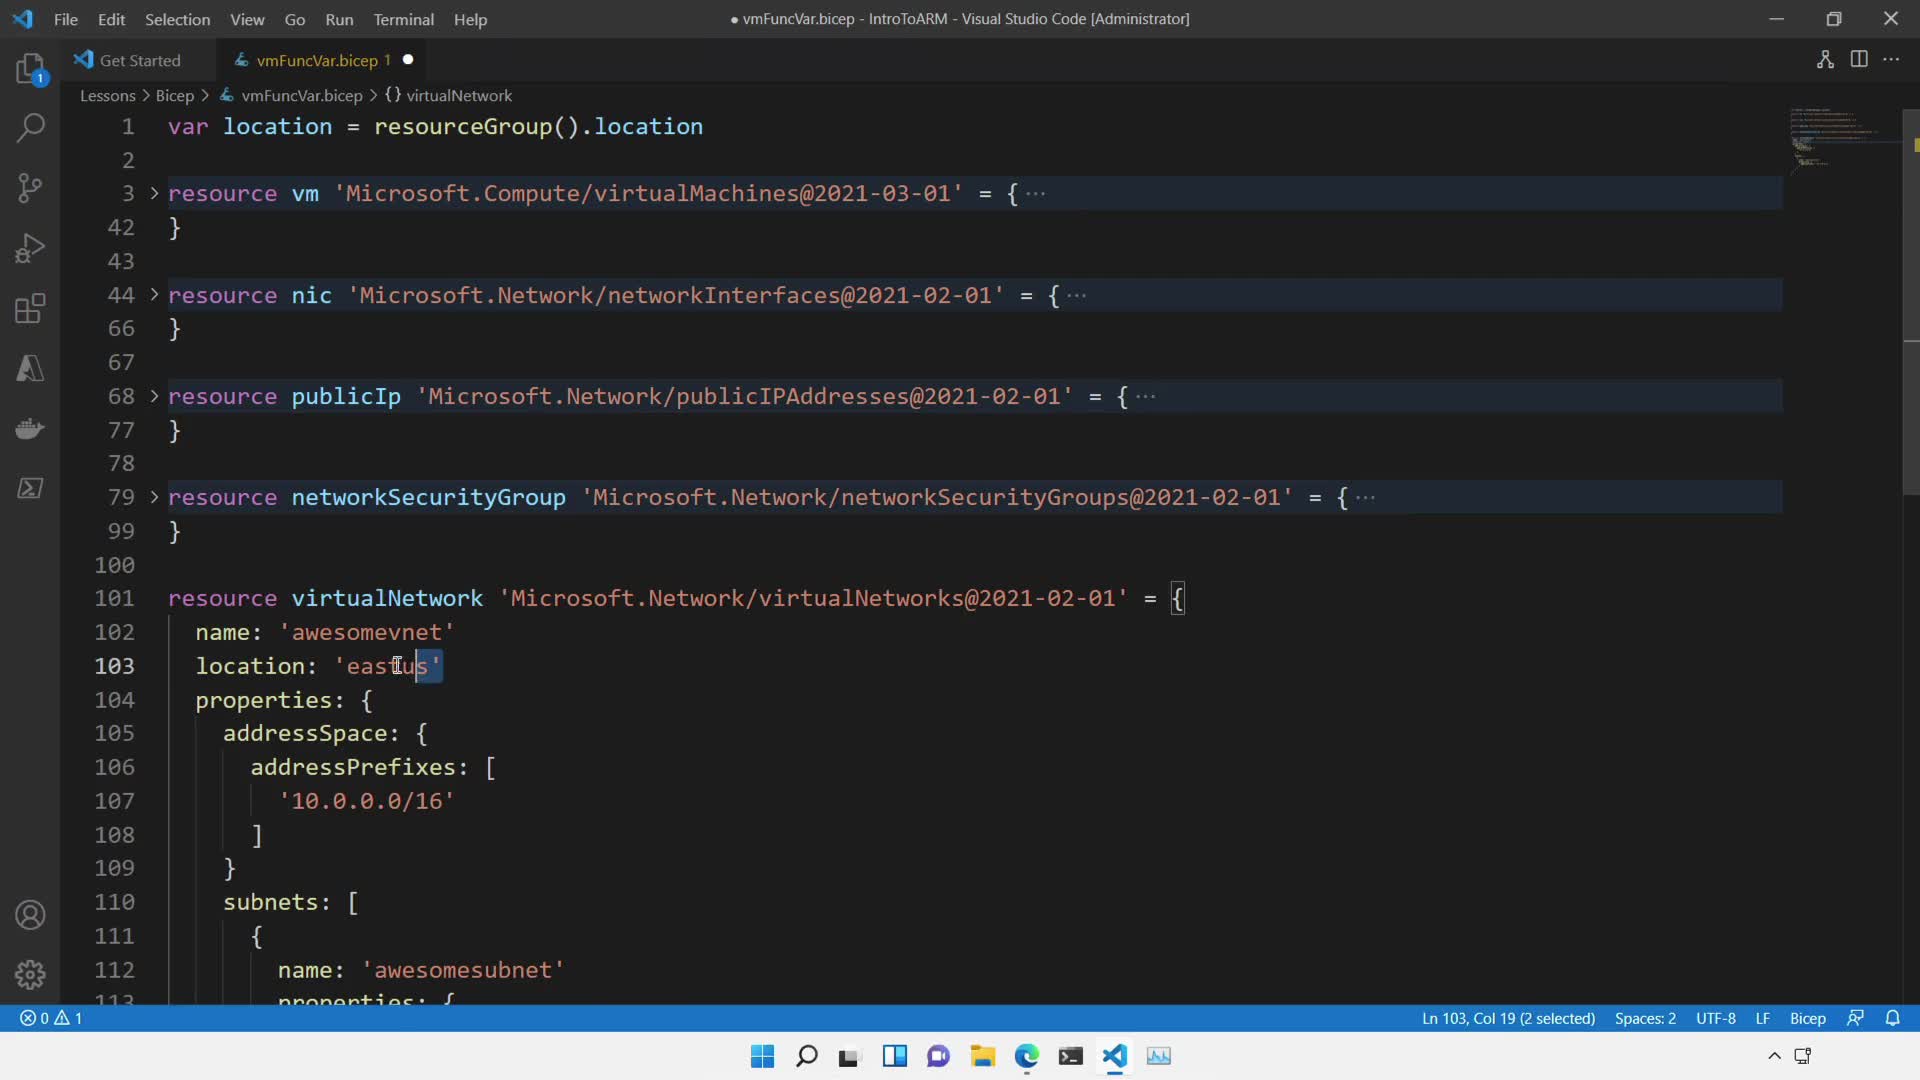 File Edit Selection View Go Run Terminal Help
● vmFuncVar.bicep - IntroToARM - Visual Studio Code [Administrator]
1
Get Started
vmFuncVar.bicep 1 ●
Lessons > Bicep > vmFuncVar.bicep > {} virtualNetwork
1 var location = resourceGroup().location
2
3 > resource vm 'Microsoft.Compute/virtualMachines@2021-03-01' = {···
42 }
43
44 > resource nic 'Microsoft.Network/networkInterfaces@2021-02-01' = {···
66 }
67
68 > resource publicIp 'Microsoft.Network/publicIPAddresses@2021-02-01' = {···
77 }
78
79 > resource networkSecurityGroup 'Microsoft.Network/networkSecurityGroups@2021-02-01' = {···
99 }
100
101 resource virtualNetwork 'Microsoft.Network/virtualNetworks@2021-02-01' = {
102 name: 'awesomevnet'
103 location: 'eastus'
104 properties: {
105 addressSpace: {
106 addressPrefixes: [
107 '10.0.0.0/16'
108 ]
109 }
110 subnets: [
111 {
112 name: 'awesomesubnet'
113 properties: {
0 1
Ln 103, Col 19 (2 selected) Spaces: 2 UTF-8 LF Bicep